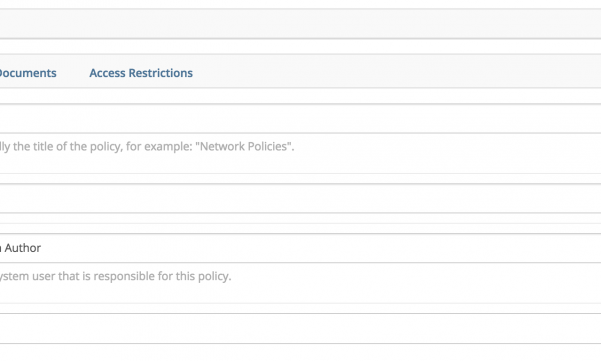 Documents Access Restrictions
lly the title of the policy, for example: "Network Policies".
n Author
ystem user that is responsible for this policy.